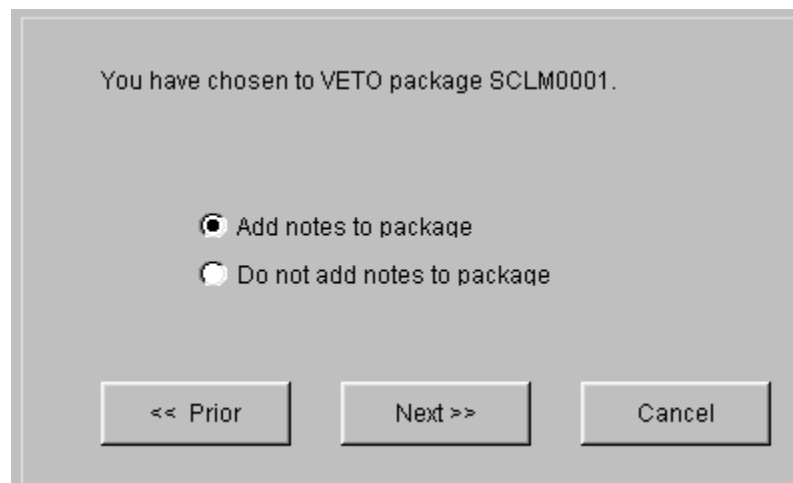 You have chosen to VETO package SCLM0001.
Add notes to package
Do not add notes to package
<< Prior
Next >>
Cancel